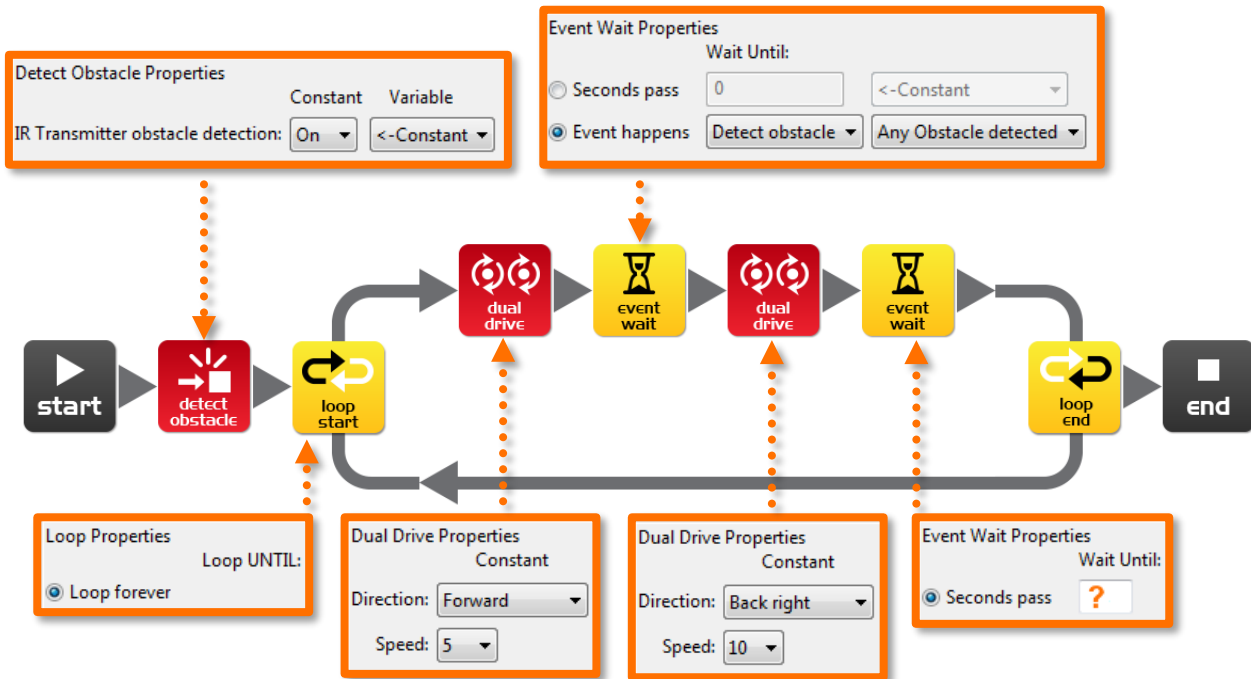 Detect Obstacle Properties
Constant Variable
IR Transmitter obstacle detection: On <-Constant
Event Wait Properties
Wait Until:
Seconds pass 0 <-Constant
Event happens Detect obstacle Any Obstacle detected
start
detect
obstacle
loop
start
dual
drive
event
wait
dual
drive
event
wait
loop
end
end
Loop Properties
Loop UNTIL:
Loop forever
Dual Drive Properties
Constant
Direction: Forward
Speed: 5
Dual Drive Properties
Constant
Direction: Back right
Speed: 10
Event Wait Properties
Wait Until:
Seconds pass ?